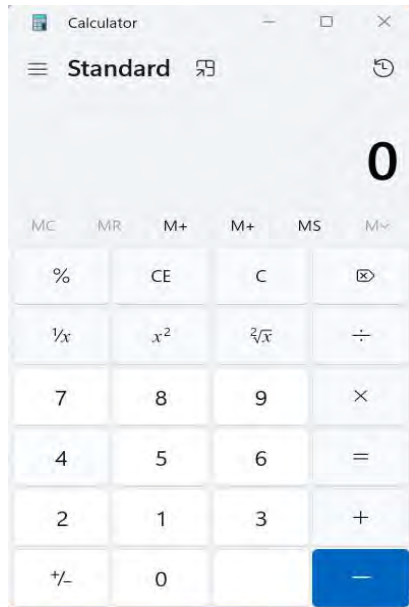 Calculator
Standard
0
MC MR M+ M+ MS M
% CE C
¹/x x² ²√x ÷
7 8 9 ×
4 5 6 =
2 1 3 +
+/− 0 −